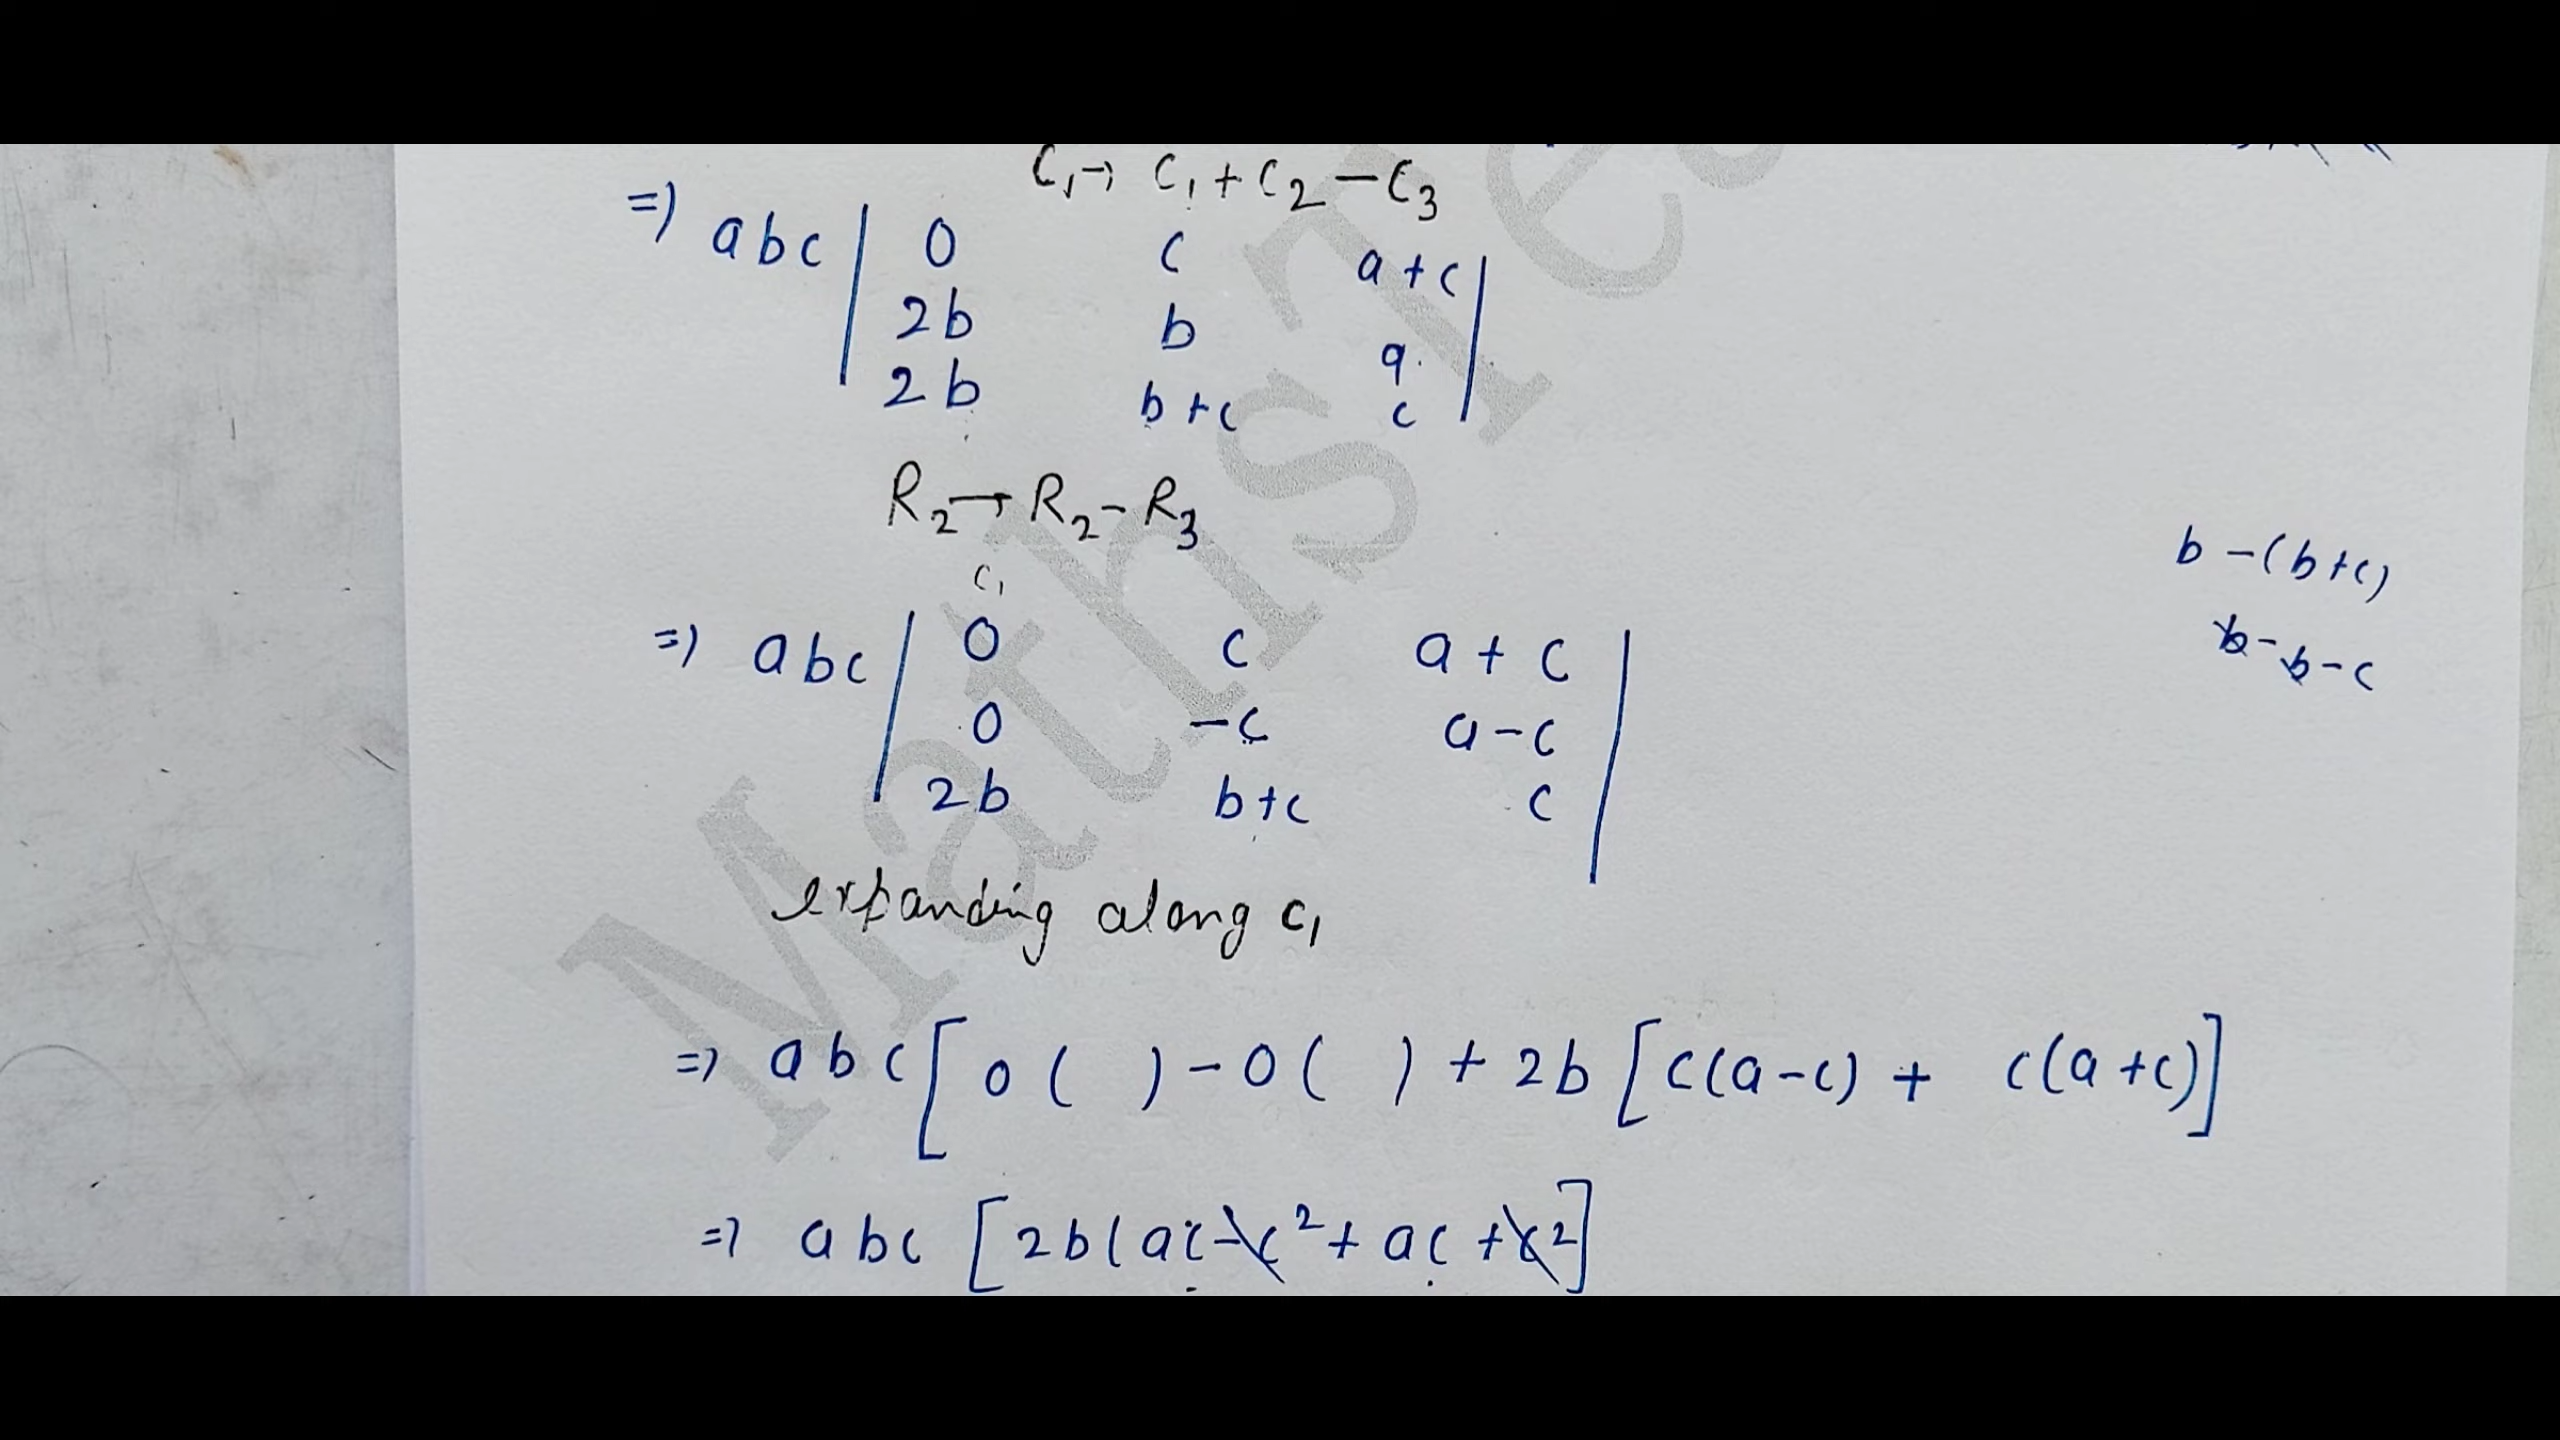 C₁→ C₁+C₂ -C₃
=) abc | 0 c a+c |
2b b a
2b b+c c
R₂→R₂-R₃
C₁
b-(b+c)
=) abc | 0 c a+c |
b-b-c
0 -c a-c
2b b+c c
expanding along C₁
=) abc[0( )-0( )+2b[c(a-c)+ c(a+c)]
=) abc [2b(ac-c²+ac+c²]
Maths